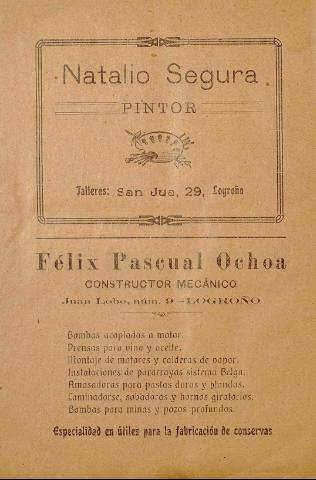 Natalio Segura
PINTOR
Talleres: San Jua, 29, Logroño
Félix Pascual Ochoa
CONSTRUCTOR MECÁNICO
Juan Lobo, núm. 9 -LOGROÑO
Bombas acopladas a motor.
Prensas para vino y aceite.
Montaje de motores y calderas de vapor.
Instalaciones de pararrayos sistema Belga.
Amasadoras para pastas duras y blandas.
Laminadoras, sobadoras y hornos giratorios.
Bombas para minas y pozos profundos.
Especialidad en útiles para la fabricación de conservas